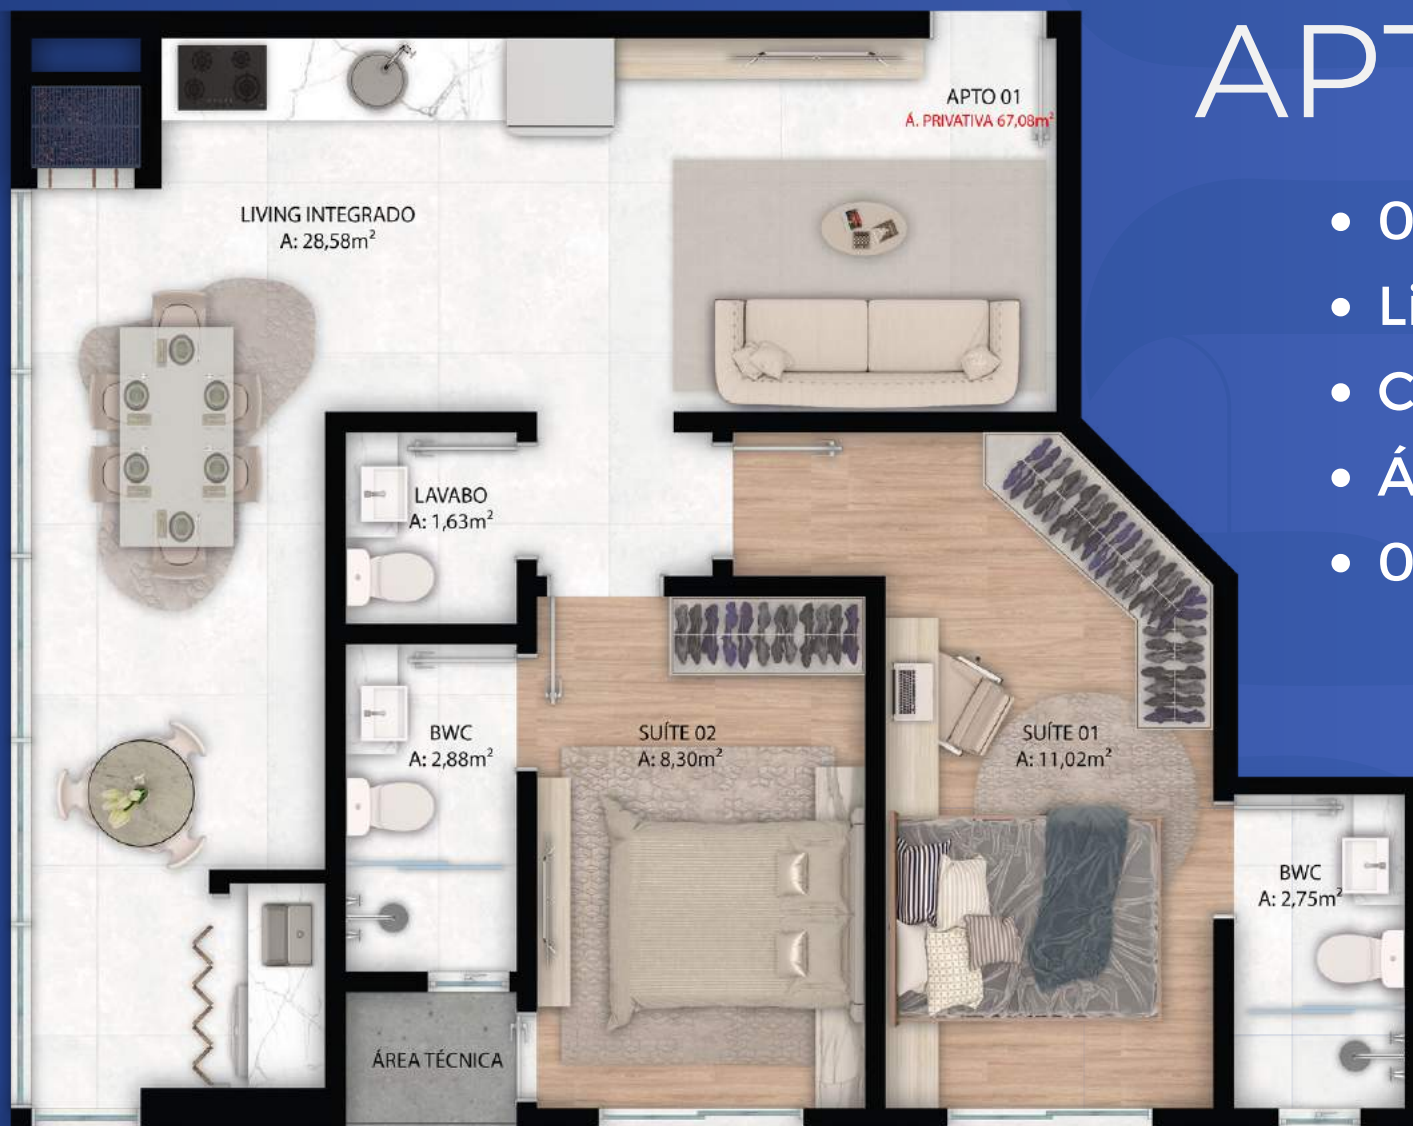 APTO 01
Á. PRIVATIVA 67,08m²
LIVING INTEGRADO
A: 28,58m²
LAVABO
A: 1,63m²
BWC
A: 2,88m²
SUÍTE 02
A: 8,30m²
SUÍTE 01
A: 11,02m²
BWC
A: 2,75m²
ÁREA TÉCNICA